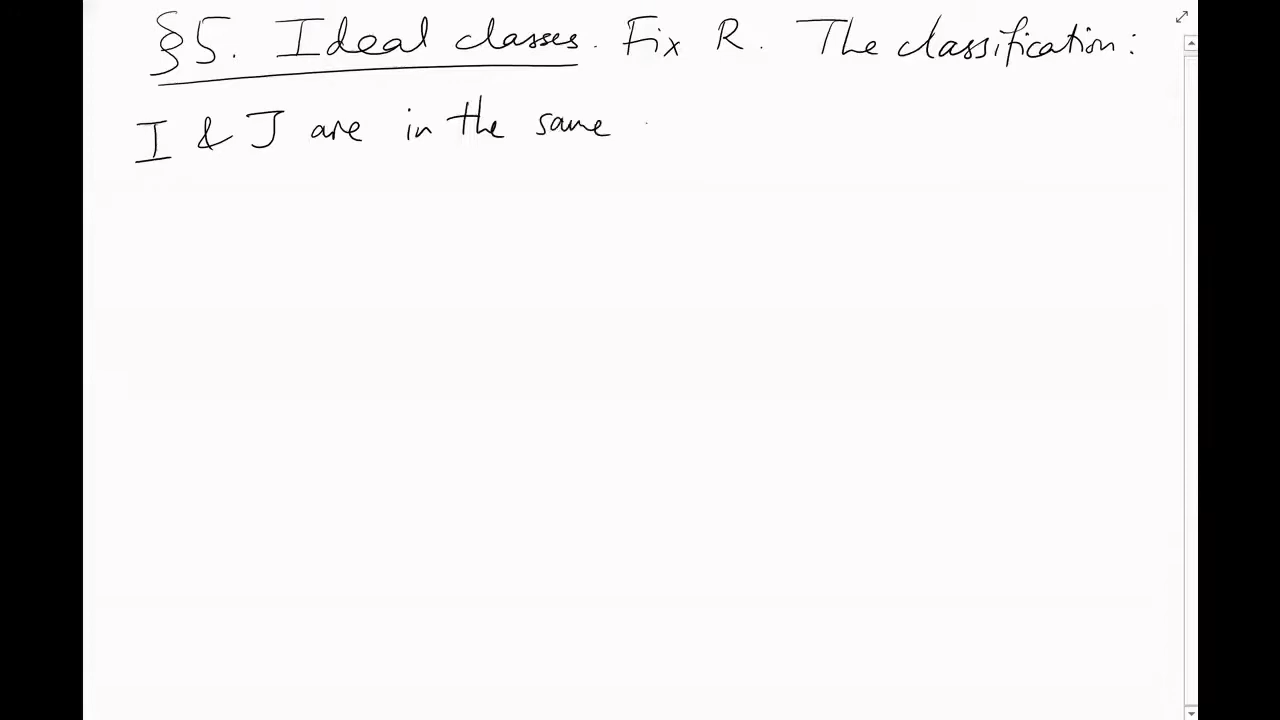 §5. Ideal classes. Fix R. The classification:
I & J are in the same